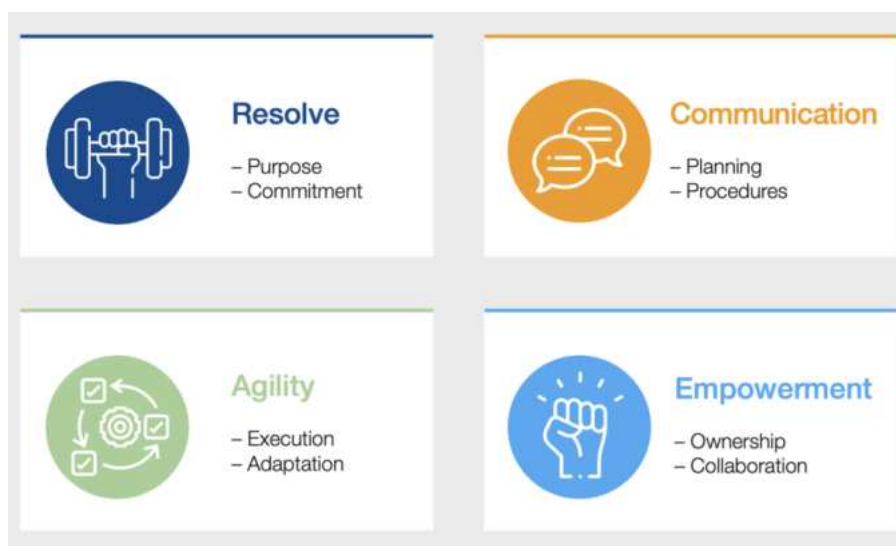 Resolve
– Purpose
– Commitment
Communication
– Planning
– Procedures
Agility
– Execution
– Adaptation
Empowerment
– Ownership
– Collaboration